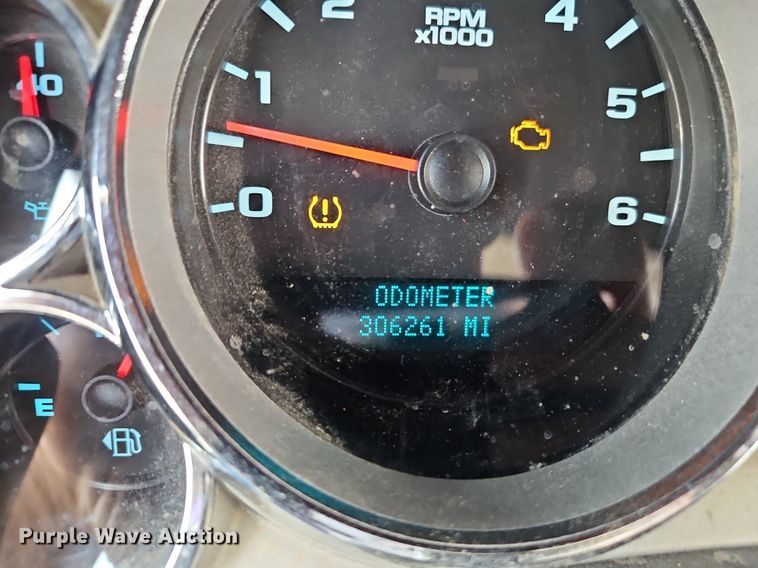 2
RPM
x1000
4
40
1
5
0
6
ODOMETER
306261 MI
E
Purple Wave Auction